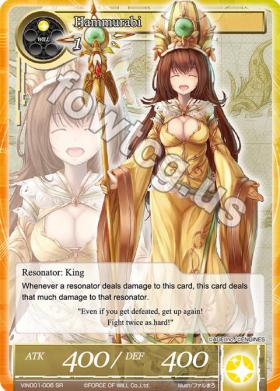 Hammurabi
WILL
1
fowtcg.us
Resonator: King
Whenever a resonator deals damage to this card, this card deals
that much damage to that resonator.
"Even if you get defeated, get up again!
Fight twice as hard!"
ATK 400/ DEF 400
VIN001-006 SR ©FORCE OF WILL Co.,Ltd.